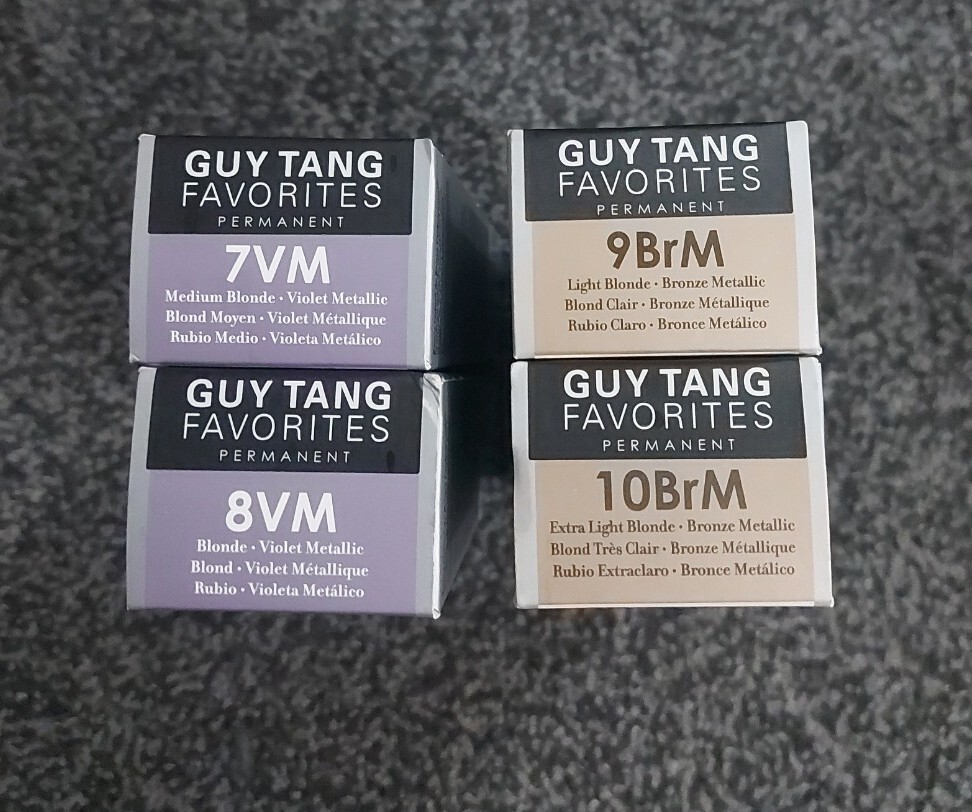 GUY TANG
FAVORITES
PERMANENT
7VM
Medium Blonde • Violet Metallic
Blond Moyen • Violet Métallique
Rubio Medio • Violeta Metálico
GUY TANG
FAVORITES
PERMANENT
9BrM
Light Blonde • Bronze Metallic
Blond Clair • Bronze Métallique
Rubio Claro • Bronce Metálico
GUY TANG
FAVORITES
PERMANENT
8VM
Blonde • Violet Metallic
Blond • Violet Métallique
Rubio • Violeta Metálico
GUY TANG
FAVORITES
PERMANENT
10BrM
Extra Light Blonde • Bronze Metallic
Blond Très Clair • Bronze Métallique
Rubio Extraclaro • Bronce Metálico